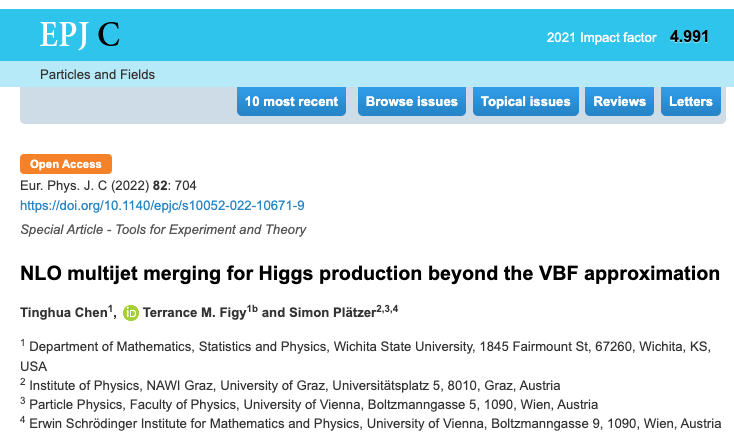 EPJ C
2021 Impact factor 4.991
Particles and Fields
10 most recent Browse issues Topical issues Reviews Letters
Open Access
Eur. Phys. J. C (2022) 82: 704
https://doi.org/10.1140/epjc/s10052-022-10671-9
Special Article - Tools for Experiment and Theory
NLO multijet merging for Higgs production beyond the VBF approximation
Tinghua Chen1, iD Terrance M. Figy1b and Simon Plätzer2,3,4
1 Department of Mathematics, Statistics and Physics, Wichita State University, 1845 Fairmount St, 67260, Wichita, KS,
USA
2 Institute of Physics, NAWI Graz, University of Graz, Universitätsplatz 5, 8010, Graz, Austria
3 Particle Physics, Faculty of Physics, University of Vienna, Boltzmanngasse 5, 1090, Wien, Austria
4 Erwin Schrödinger Institute for Mathematics and Physics, University of Vienna, Boltzmanngasse 9, 1090, Wien, Austria